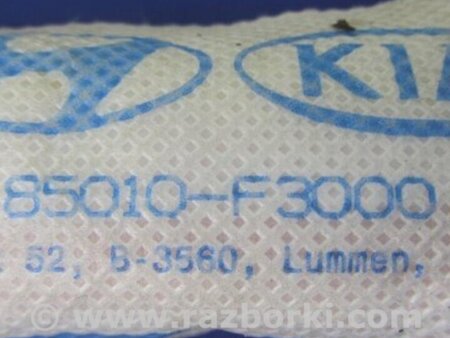 KI
85010-F3000
52, B-3560, Lummen,
www.razborki.com